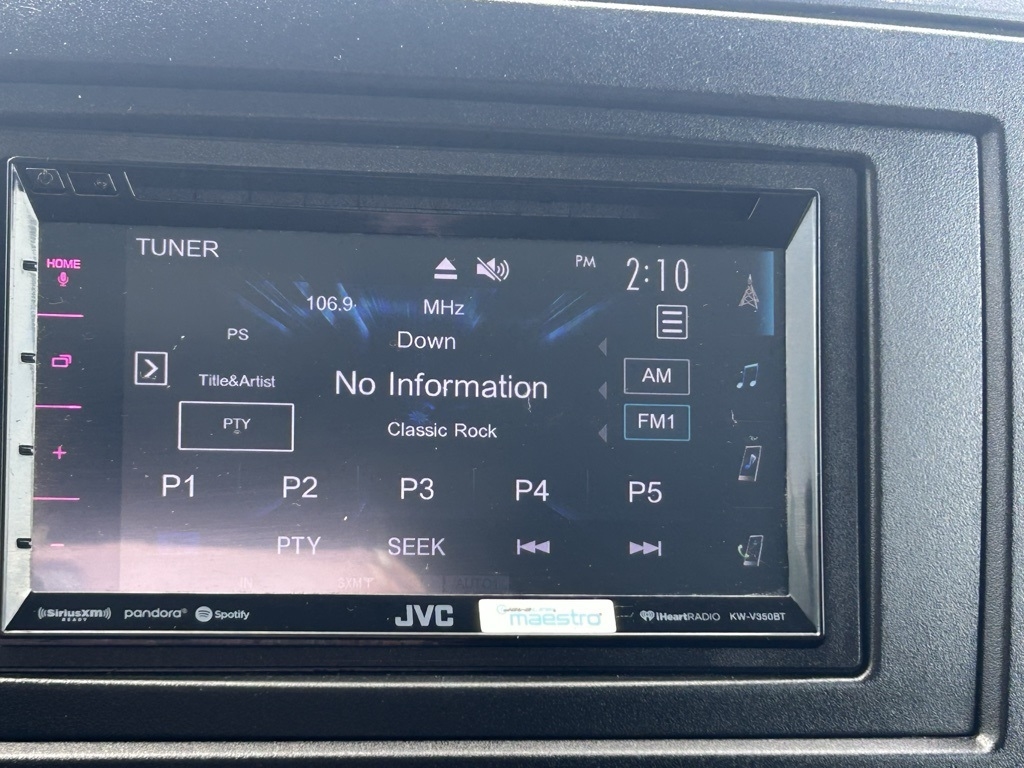 TUNER
HOME
PM 2:10
106.9 MHz
PS Down
Title&Artist No Information
AM
PTY Classic Rock
FM1
P1 P2 P3 P4 P5
PTY SEEK
((SiriusXM))
READY
pandora® Spotify
JVC
maestro
iHeartRADIO KW-V350BT